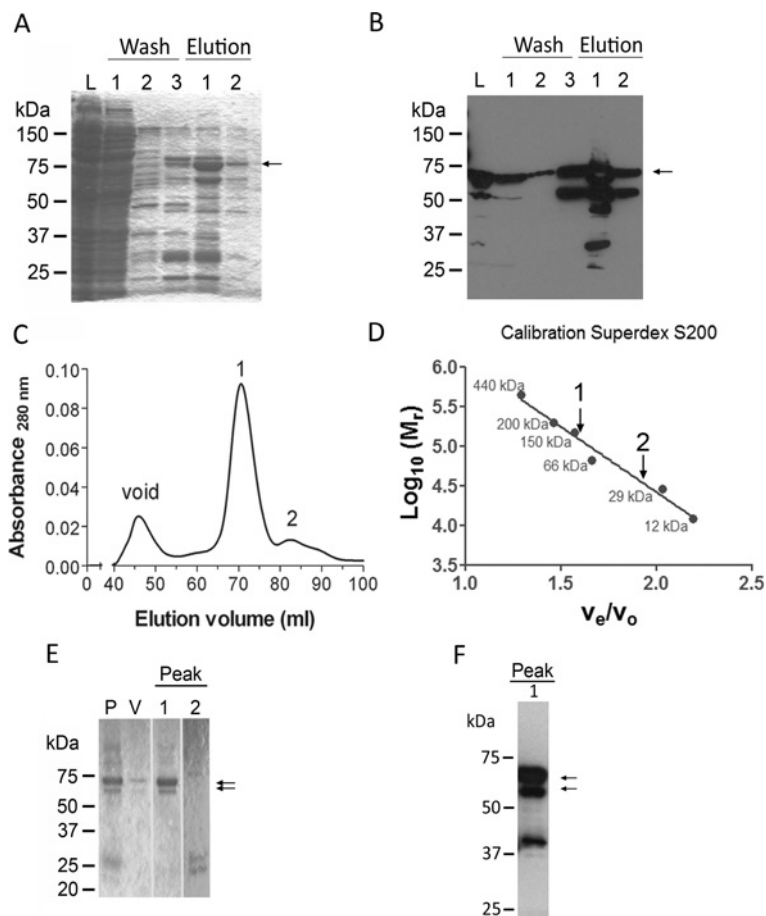 A
Wash Elution
L 1 2 3 1 2
kDa
150
75
50
37
25
B
Wash Elution
L 1 2 3 1 2
kDa
150
75
50
37
25
C
Absorbance 280 nm
0.10
0.08
0.06
0.04
0.02
0.00
void
1
2
0 40 50 60 70 80 90 100
Elution volume (ml)
D
Calibration Superdex S200
Log10 (Mr)
6.0
5.5
5.0
4.5
4.0
3.5
440 kDa
200 kDa
150 kDa
66 kDa
29 kDa
12 kDa
1
2
1.0 1.5 2.0 2.5
ve/vo
E
Peak
P V 1 2
kDa
75
50
37
25
20
F
Peak
1
kDa
75
50
37
25